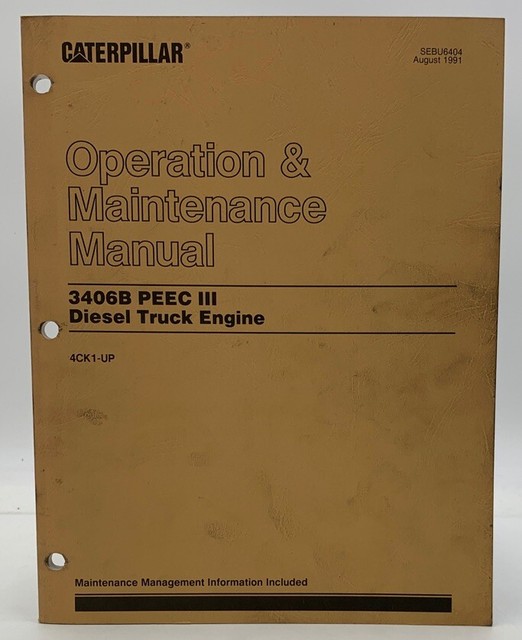 CATERPILLAR®
SEBU6404
August 1991
Operation &
Maintenance
Manual
3406B PEEC III
Diesel Truck Engine
4CK1-UP
Maintenance Management Information Included